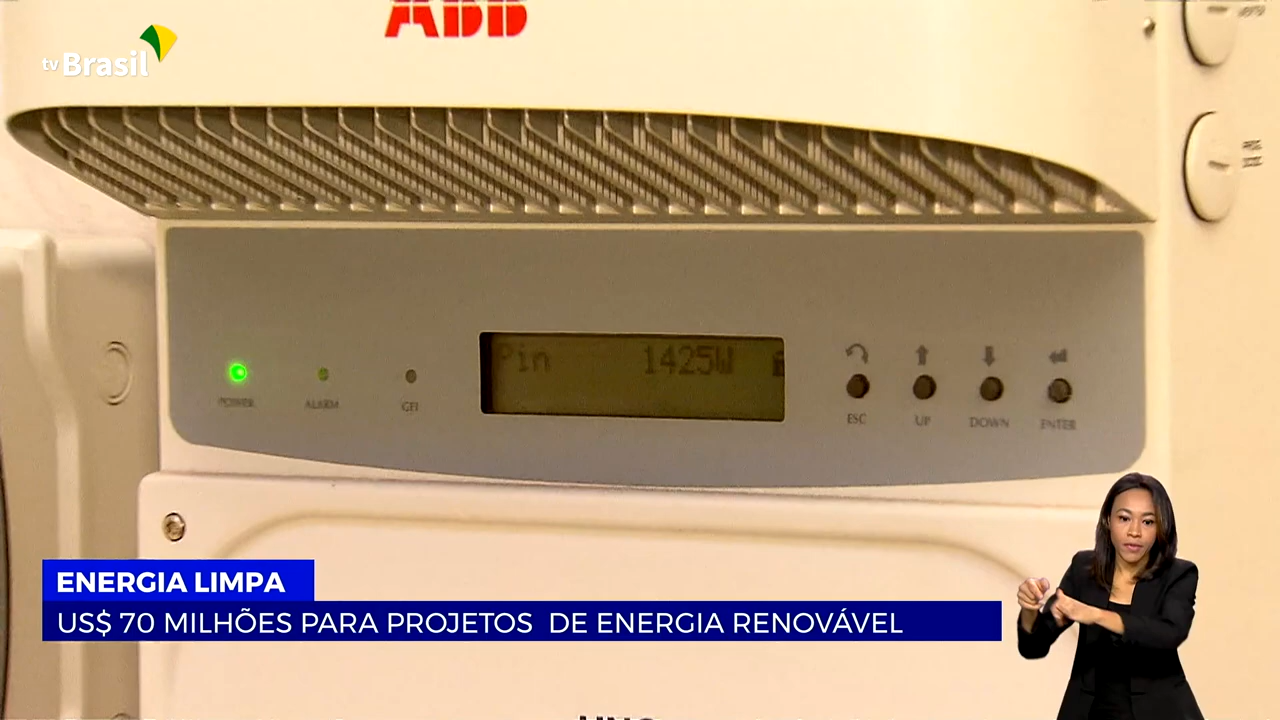 ABB
tv Brasil
POWER
ALARM
GFI
Pin 1425W
ESC
UP
DOWN
ENTER
ENERGIA LIMPA
US$ 70 MILHÕES PARA PROJETOS DE ENERGIA RENOVÁVEL